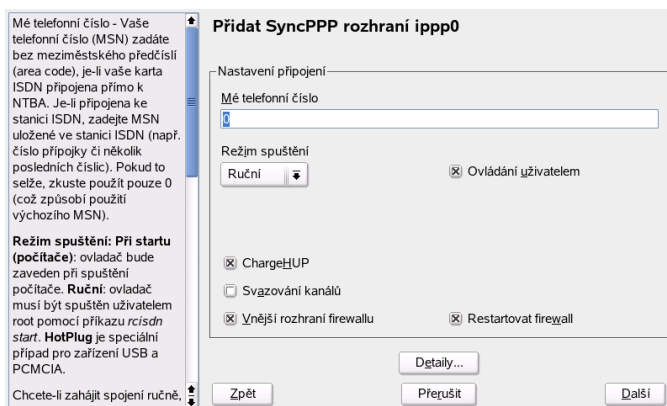 Mé telefonní číslo - Vaše
telefonní číslo (MSN) zadáte
bez meziměstského předčíslí
(area code), je-li vaše karta
ISDN připojena přímo k
NTBA. Je-li připojena ke
stanici ISDN, zadejte MSN
uložené ve stanici ISDN (např.
číslo přípojky či několik
posledních číslic). Pokud to
selže, zkuste použít pouze 0
(což způsobí použití
výchozího MSN).
Režim spuštění: Při startu
(počítače): ovladač bude
zaveden při spuštění
počítače. Ruční: ovladač
musí být spuštěn uživatelem
root pomocí příkazu rcisdn
start. HotPlug je speciální
případ pro zařízení USB a
PCMCIA.
Chcete-li zahájit spojení ručně,
Přidat SyncPPP rozhraní ippp0
Nastavení připojení
Mé telefonní číslo
0
Režim spuštění
Ruční
Ovládání uživatelem
ChargeHUP
Svazování kanálů
Vnější rozhraní firewallu
Restartovat firewall
Detaily...
Zpět
Přerušit
Další